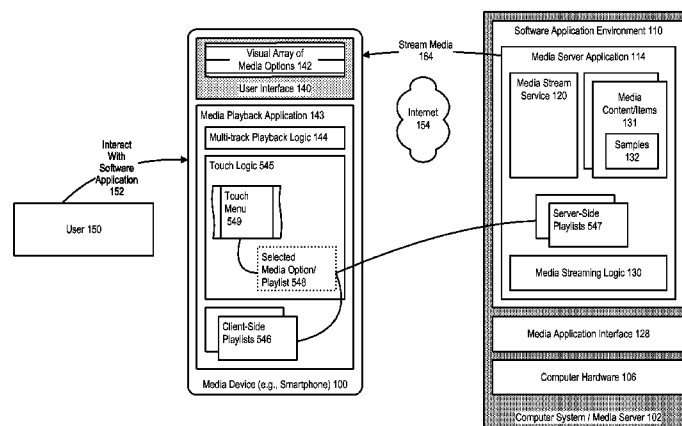 Software Application Environment 110
Media Server Application 114
Media Stream
Service 120
Media
Content/Items
131
Samples
132
Server-Side
Playlists 547
Media Streaming Logic 130
Media Application Interface 128
Computer Hardware 106
Computer System / Media Server 102
Stream Media
164
Internet
154
Visual Array of
Media Options 142
User Interface 140
Media Playback Application 143
Multi-track Playback Logic 144
Touch Logic 545
Touch
Menu
549
Selected
Media Option/
Playlist 548
Client-Side
Playlists 546
Media Device (e.g., Smartphone) 100
Interact
With
Software
Application
152
User 150